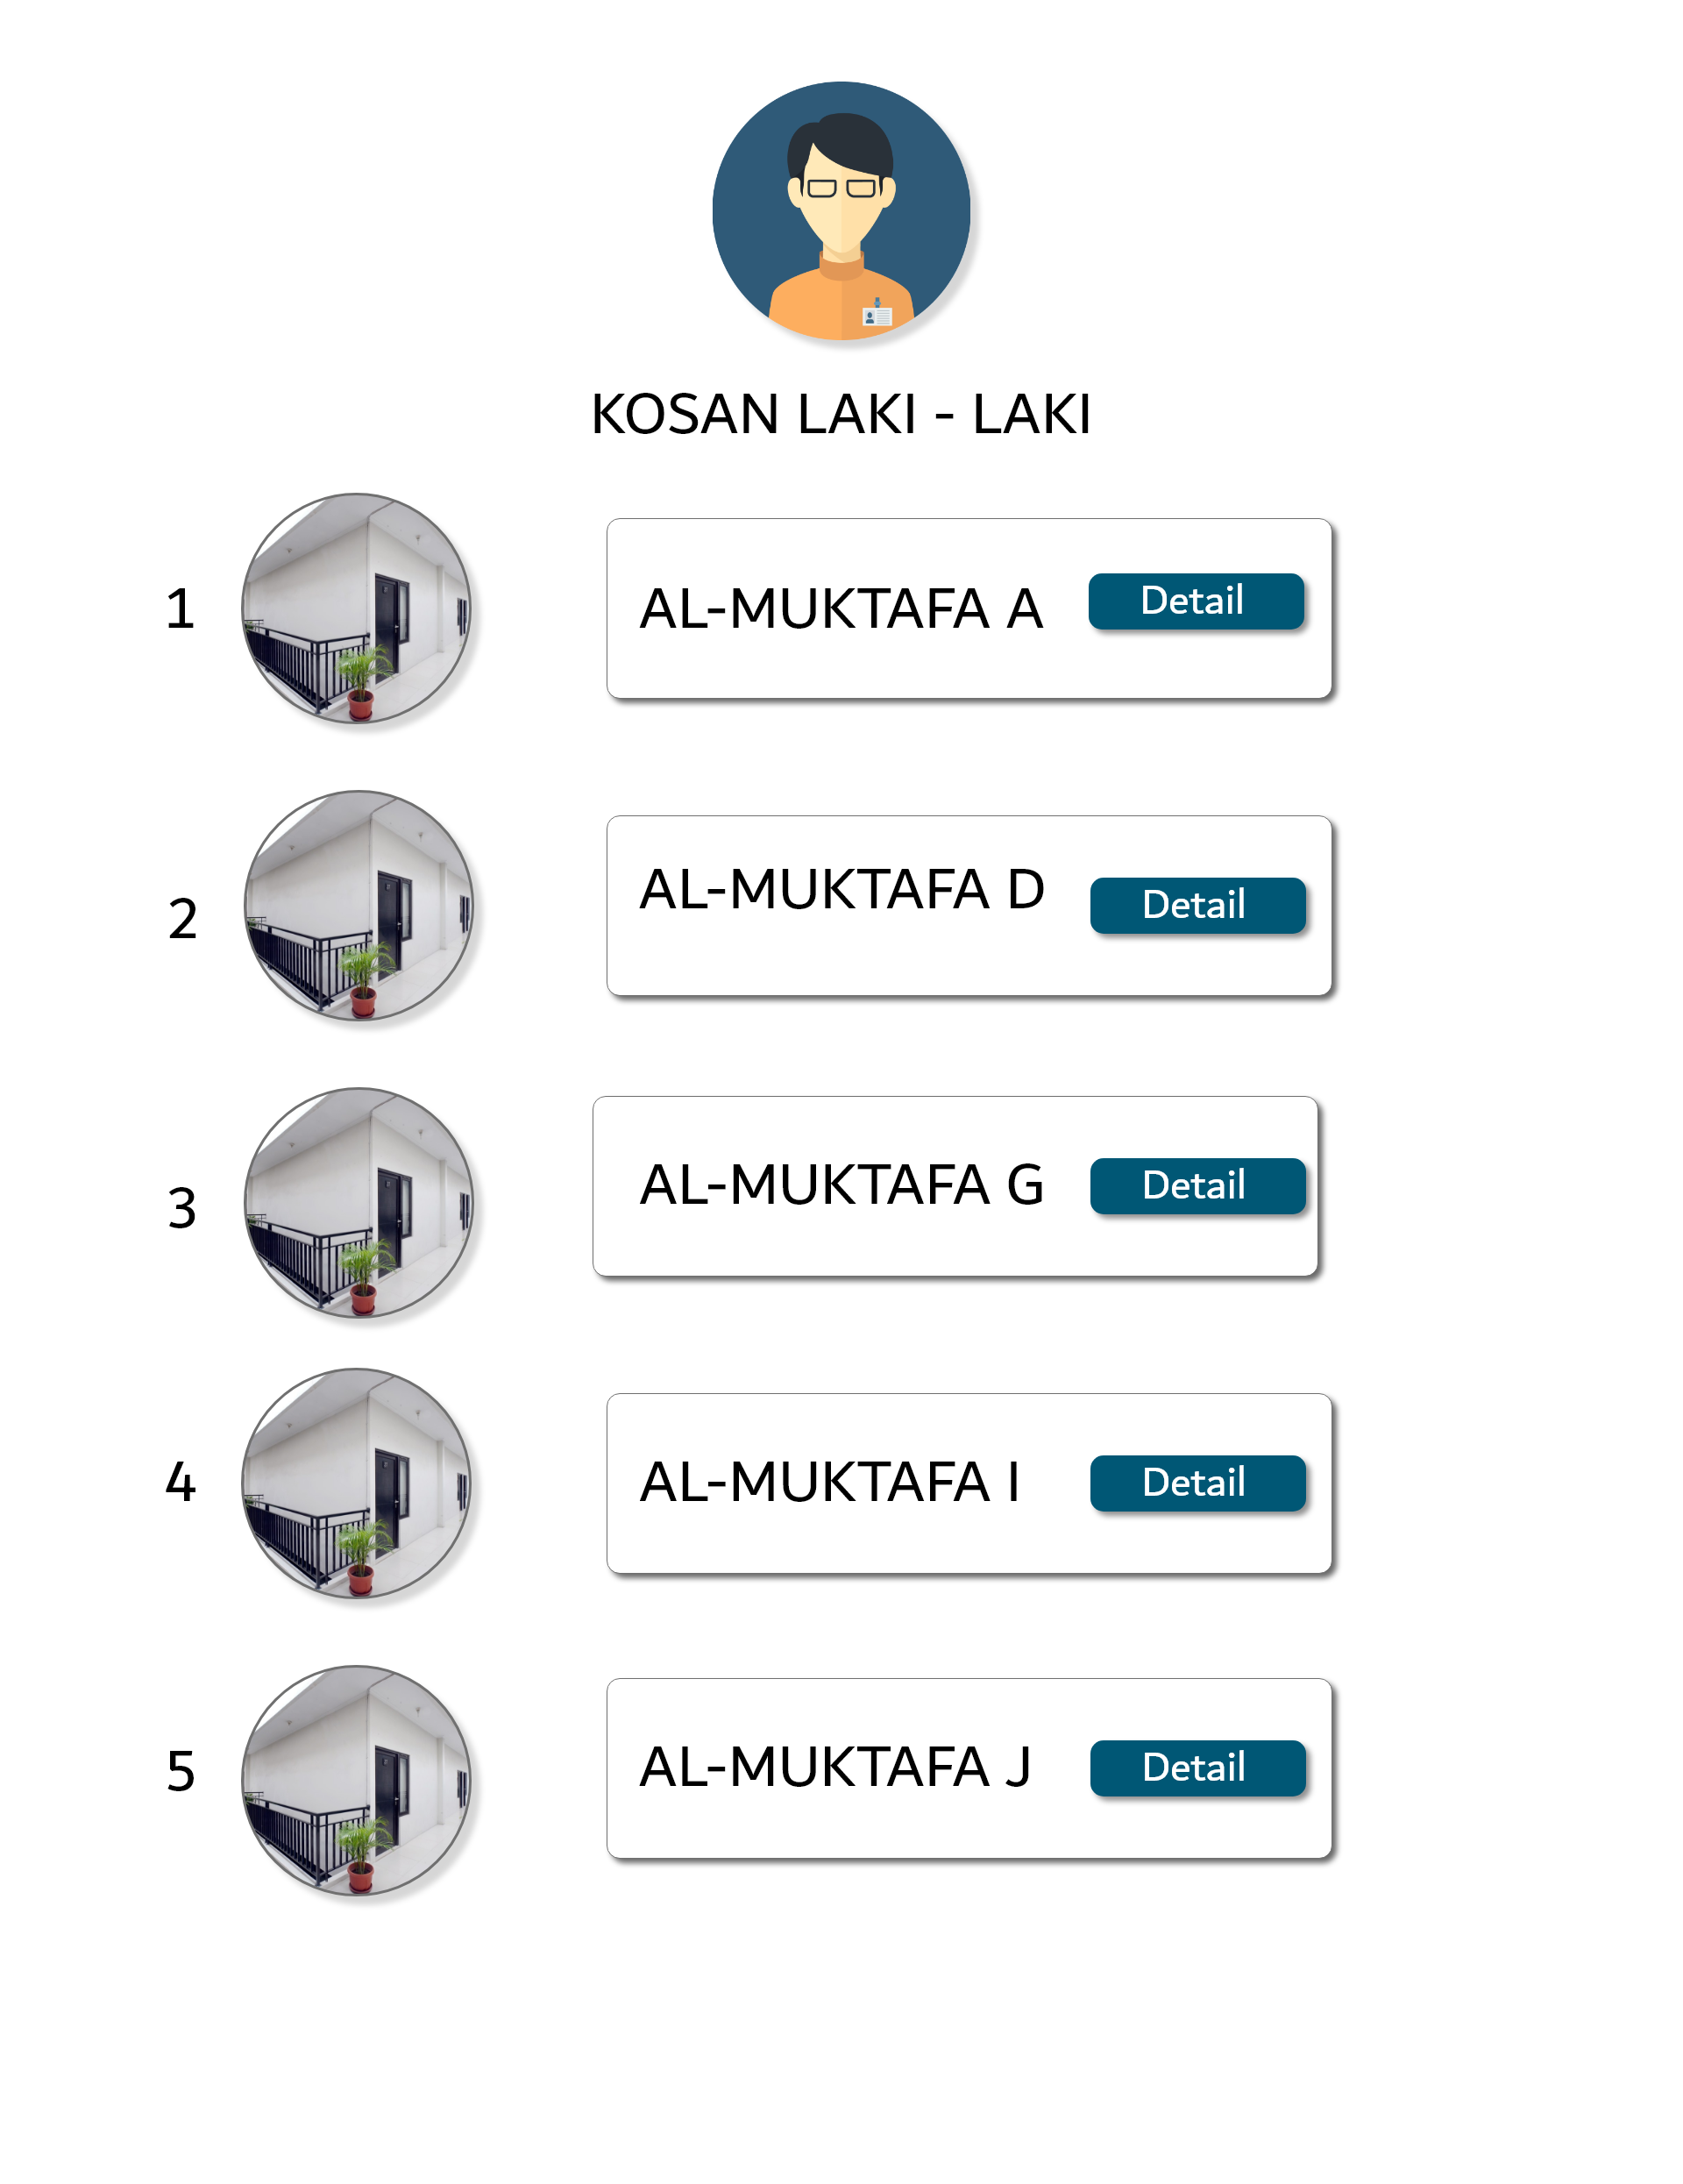 KOSAN LAKI - LAKI
1
AL-MUKTAFA A
Detail
2
AL-MUKTAFA D
Detail
3
AL-MUKTAFA G
Detail
4
AL-MUKTAFA I
Detail
5
AL-MUKTAFA J
Detail